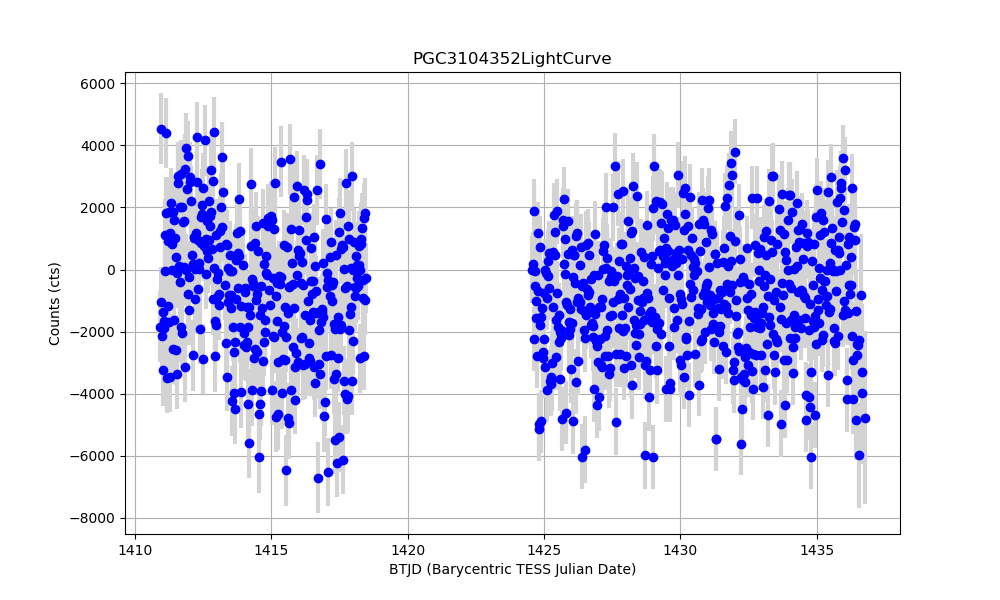 PGC3104352LightCurve
6000
4000
2000
0
−2000
−4000
−6000
−8000
Counts (cts)
1410 1415 1420 1425 1430 1435
BTJD (Barycentric TESS Julian Date)